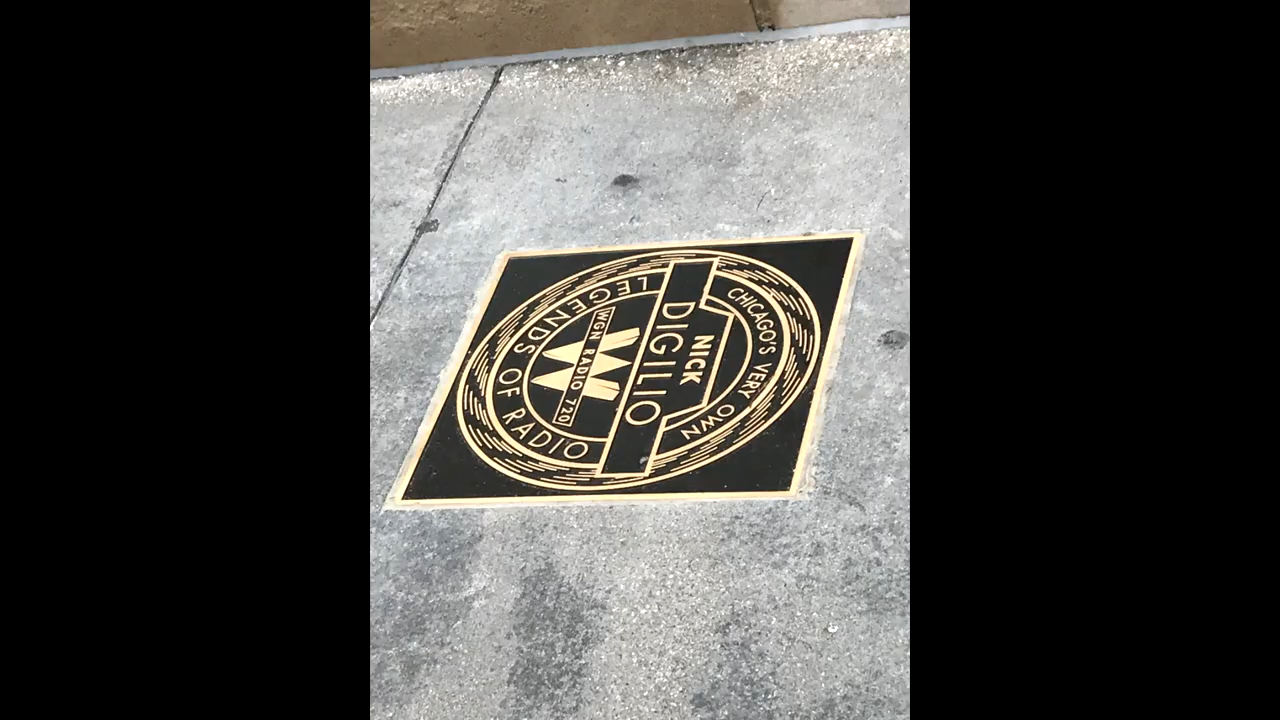 CHICAGO'S VERY OWN
NICK
DIGILIO
WGN RADIO 720
LEGENDS OF RADIO